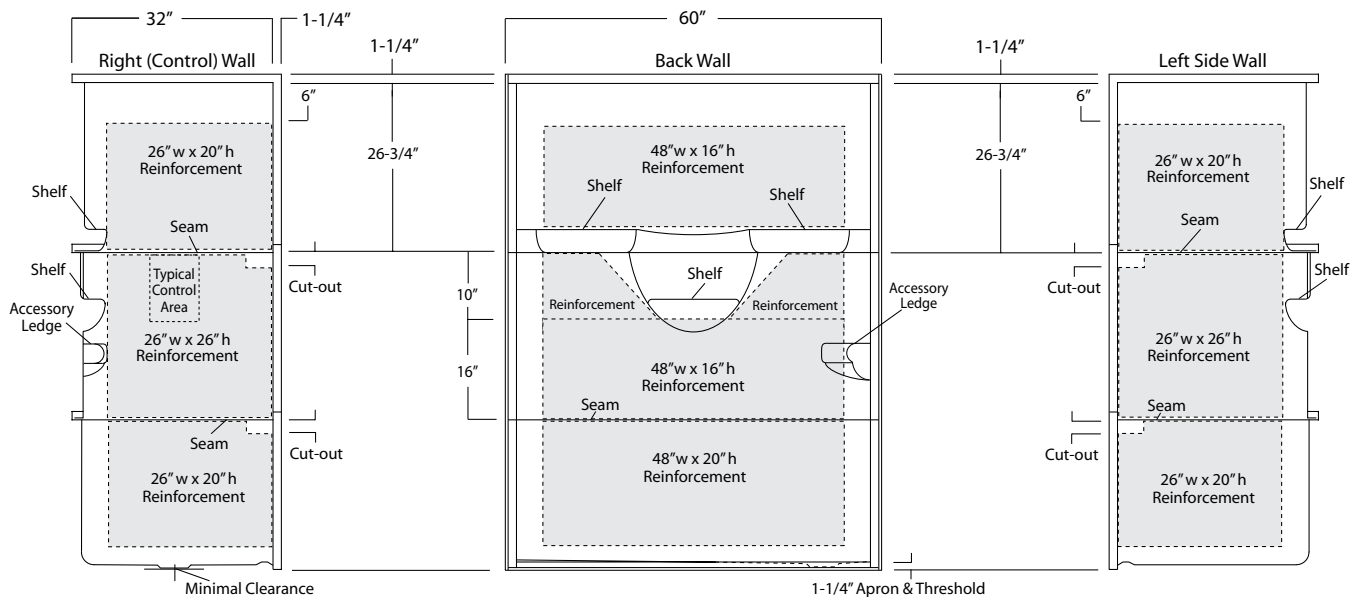 32"
1-1/4"
60"
1-1/4"
1-1/4"
Right (Control) Wall
Back Wall
Left Side Wall
6"
6"
26-3/4"
26-3/4"
26" w x 20" h
Reinforcement
48"w x 16" h
Reinforcement
26" w x 20" h
Reinforcement
Shelf
Shelf
Shelf
Shelf
Seam
Seam
Shelf
Typical
Control
Area
Cut-out
Shelf
Cut-out
Shelf
10"
Reinforcement
Reinforcement
Accessory
Ledge
Accessory
Ledge
26" w x 26" h
Reinforcement
16"
48"w x 16" h
Reinforcement
26" w x 26" h
Reinforcement
Seam
Seam
Seam
Cut-out
Cut-out
26" w x 20" h
Reinforcement
48"w x 20" h
Reinforcement
26" w x 20" h
Reinforcement
Minimal Clearance
1-1/4" Apron & Threshold